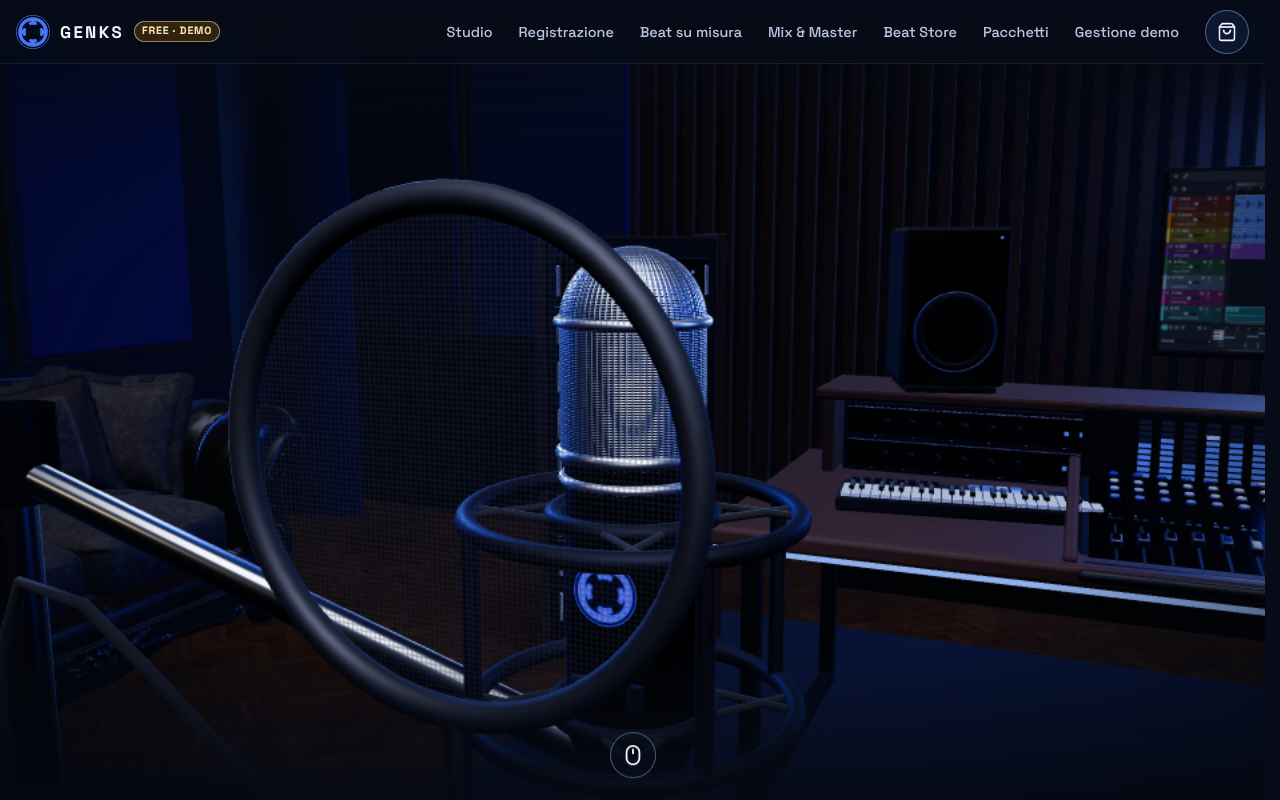 GENKS
FREE · DEMO
Studio
Registrazione
Beat su misura
Mix & Master
Beat Store
Pacchetti
Gestione demo